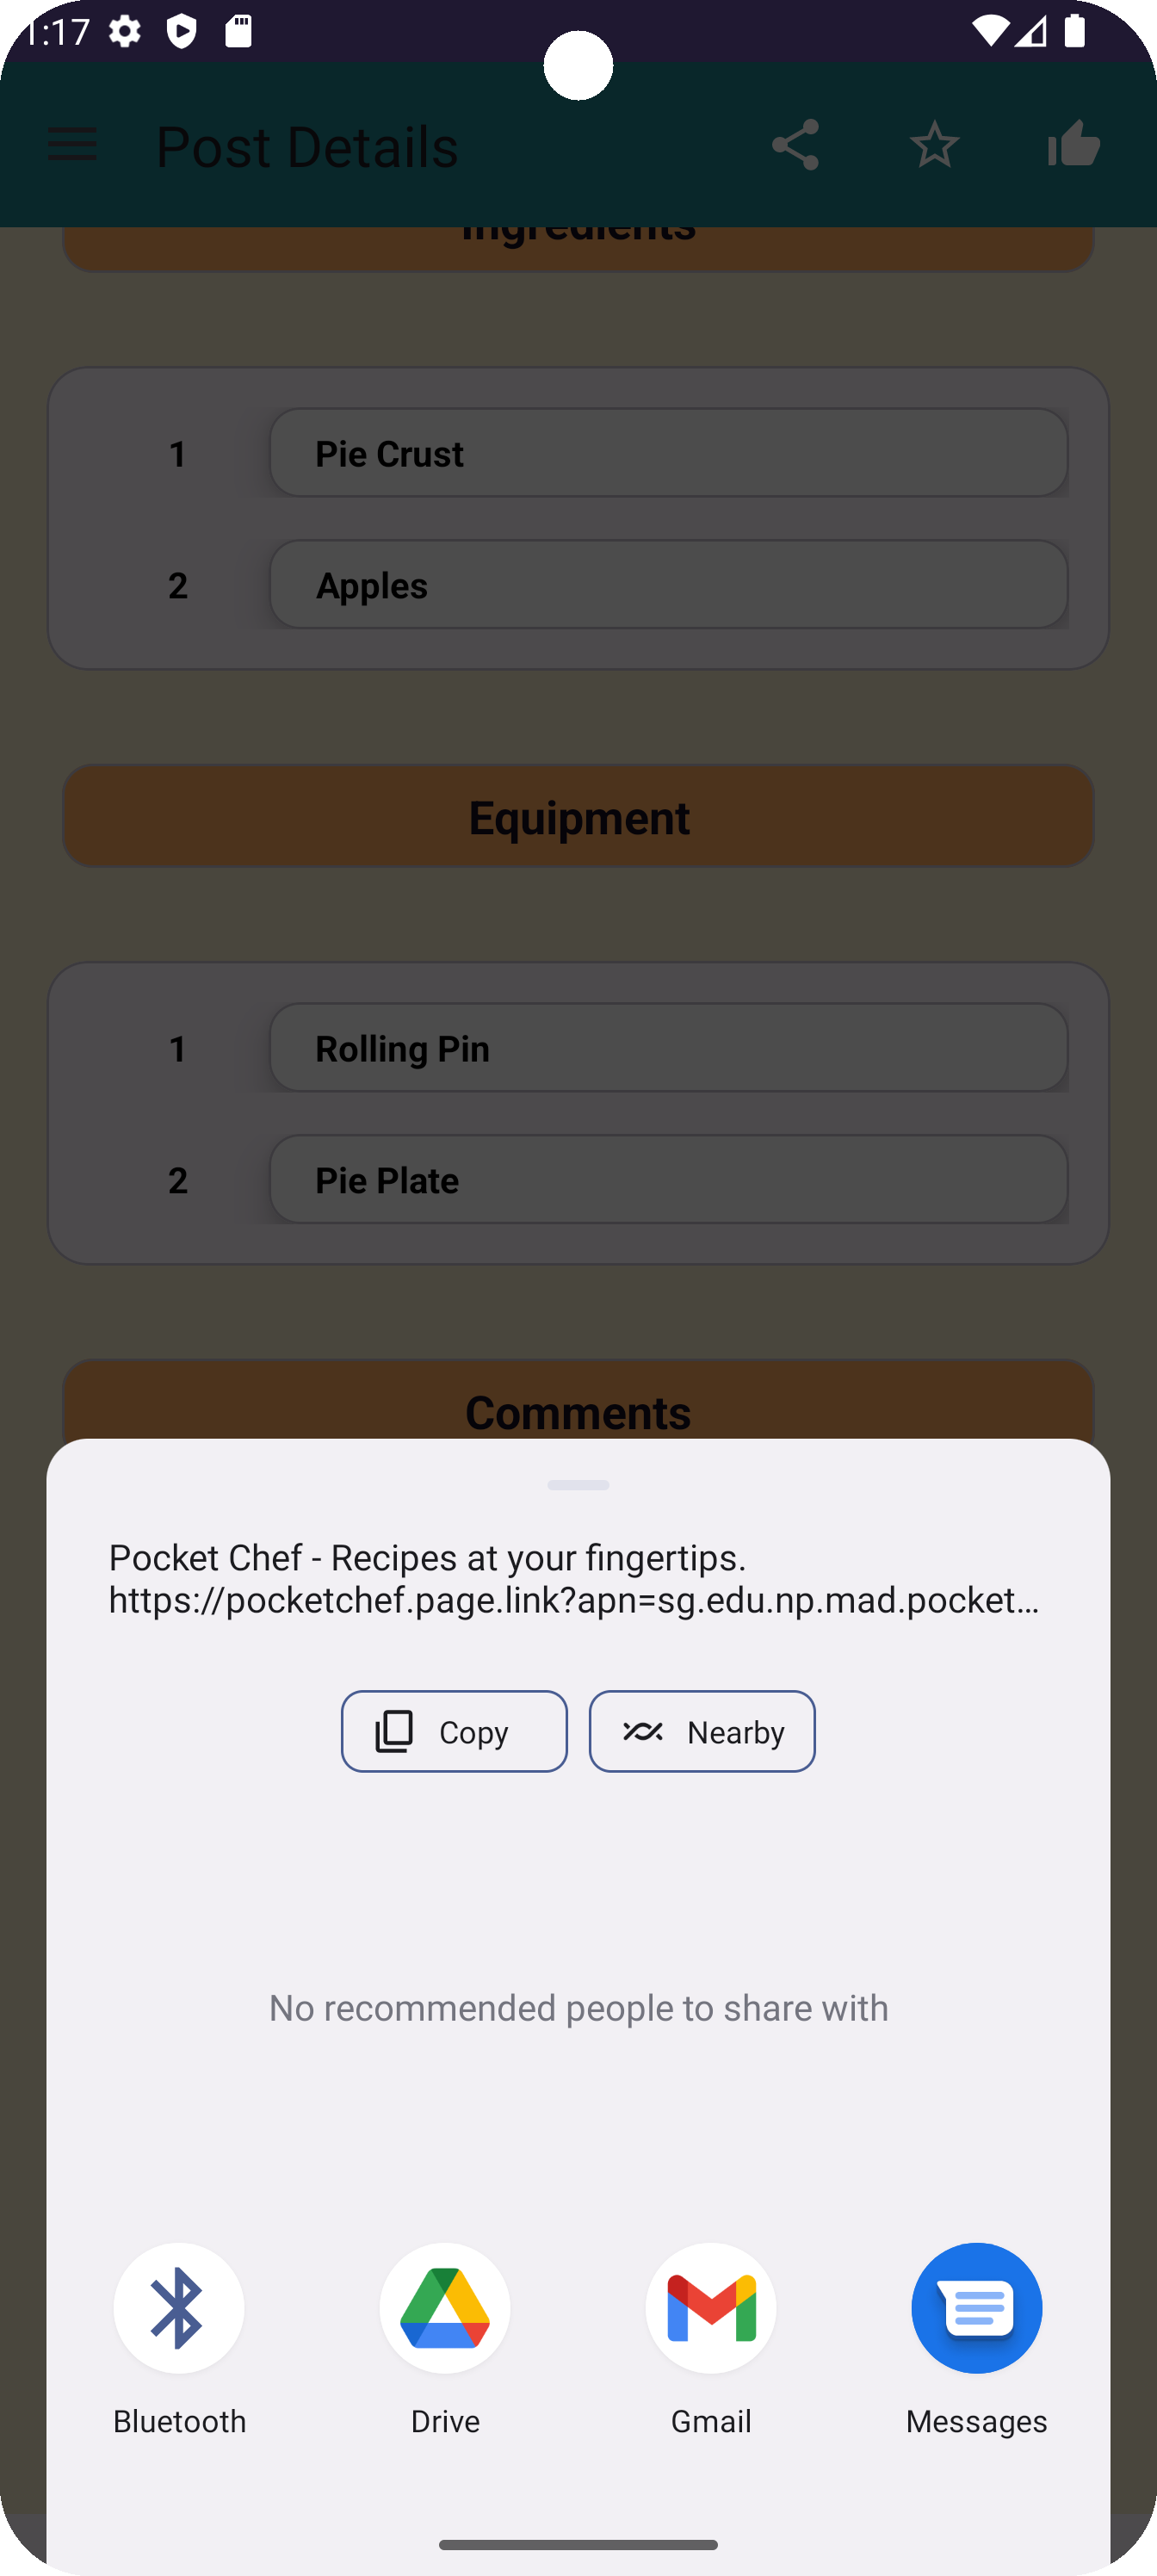 1:17
Post Details
Ingredients
1 Pie Crust
2 Apples
Equipment
1 Rolling Pin
2 Pie Plate
Comments
Pocket Chef - Recipes at your fingertips.
https://pocketchef.page.link?apn=sg.edu.np.mad.pocket…
Copy Nearby
No recommended people to share with
Bluetooth Drive Gmail Messages